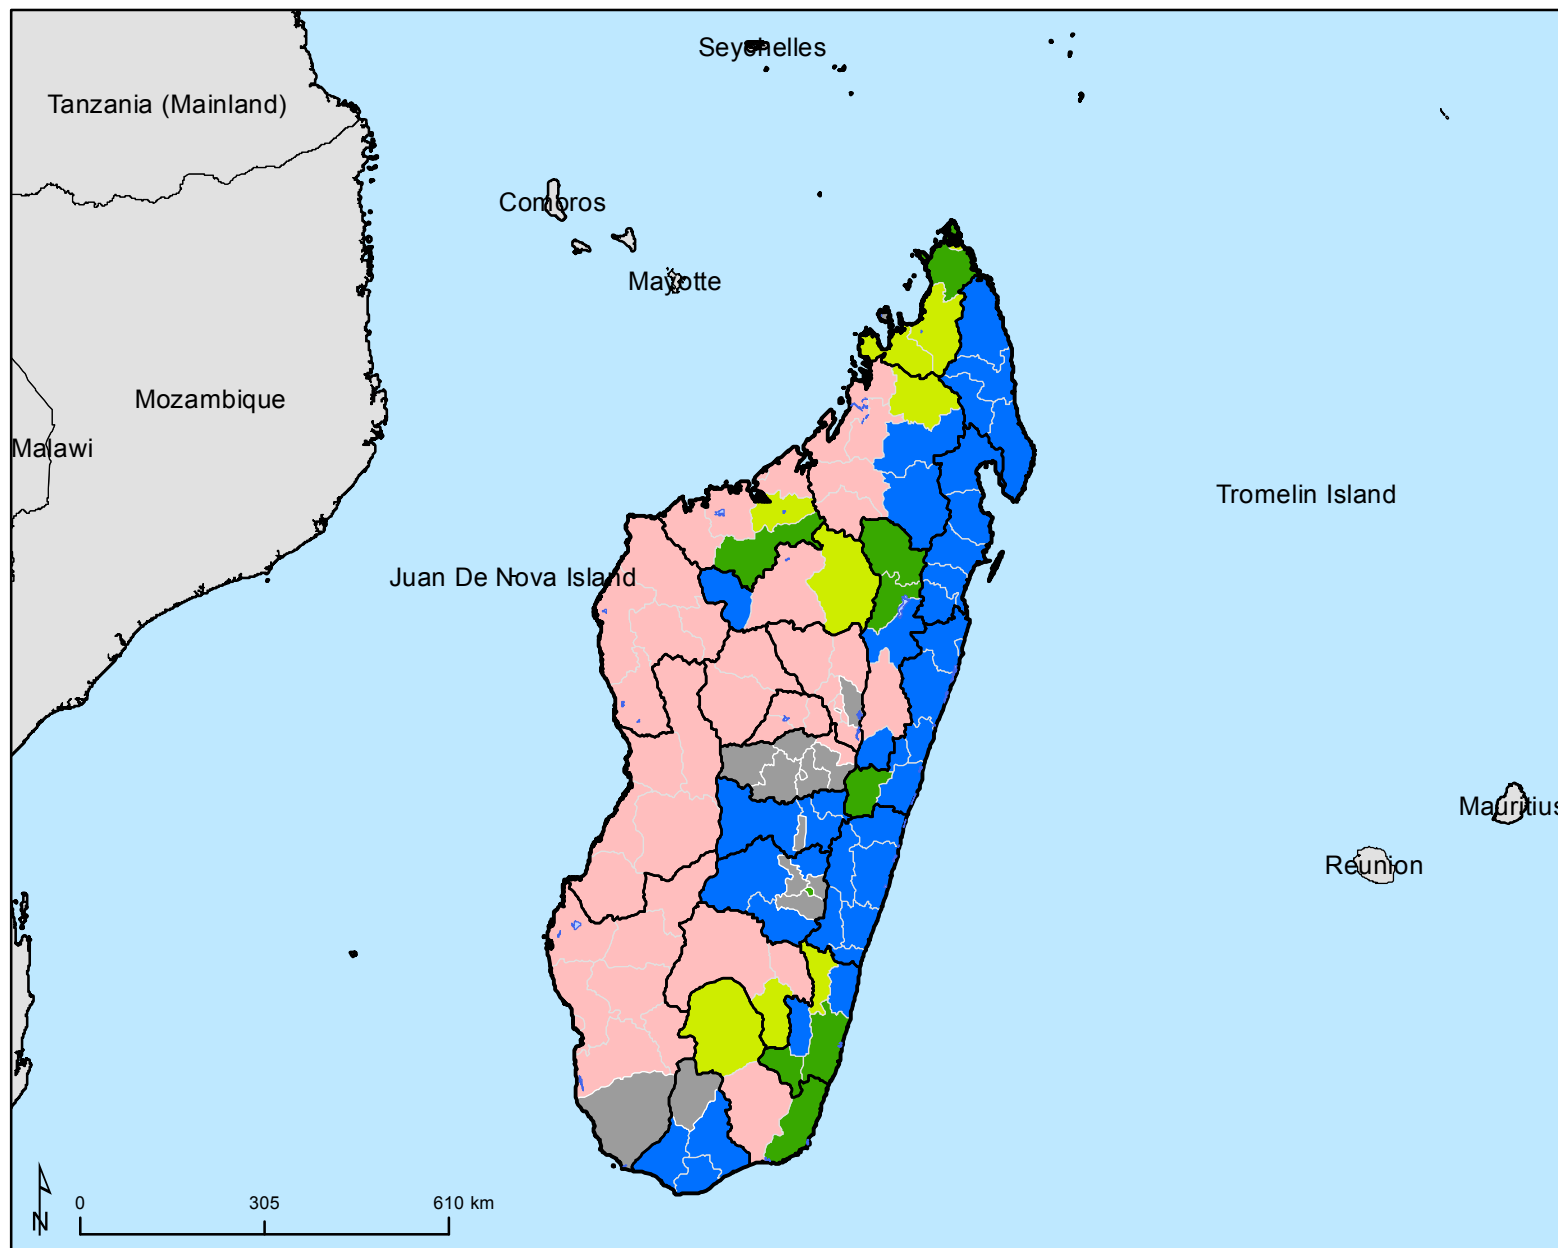 Seychelles
Tanzania (Mainland)
Comoros
Mayotte
Mozambique
Malawi
Tromelin Island
Juan De Nova Island
Mauritius
Reunion
0 305 610 km
N